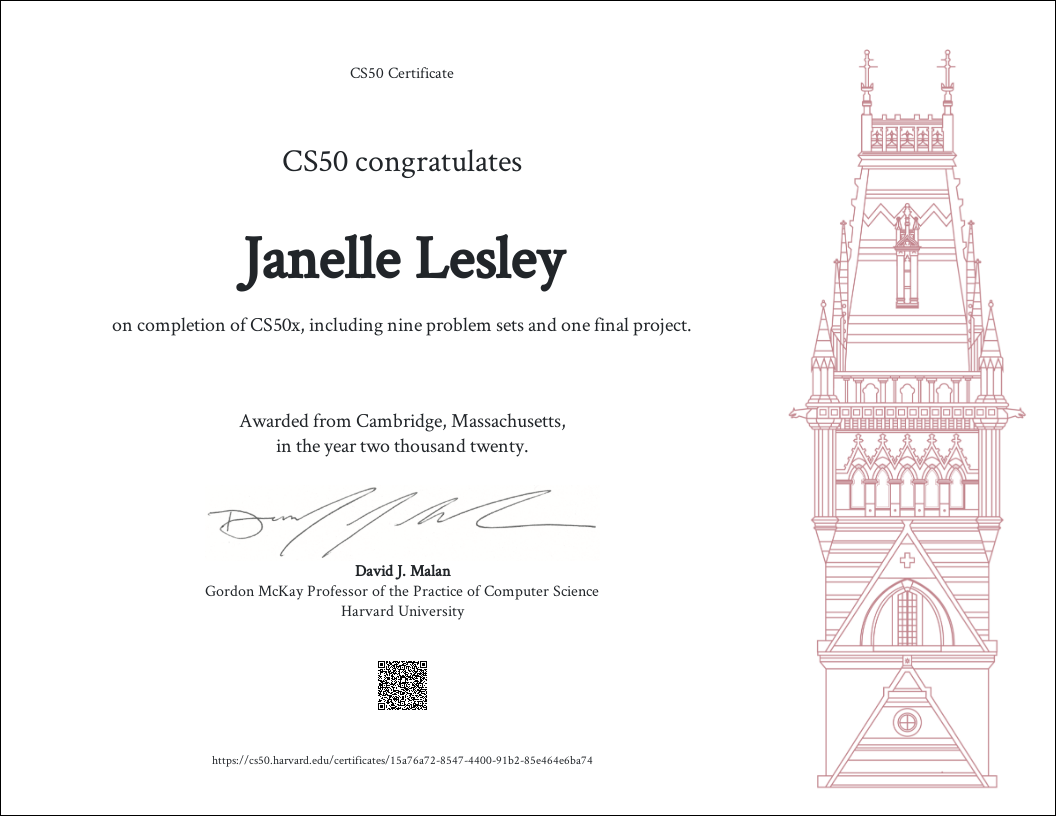 CS50 Certificate
CS50 congratulates
Janelle Lesley
on completion of CS50x, including nine problem sets and one final project.
Awarded from Cambridge, Massachusetts,
in the year two thousand twenty.
David J. Malan
Gordon McKay Professor of the Practice of Computer Science
Harvard University
https://cs50.harvard.edu/certificates/15a76a72-8547-4400-91b2-85e464e6ba74